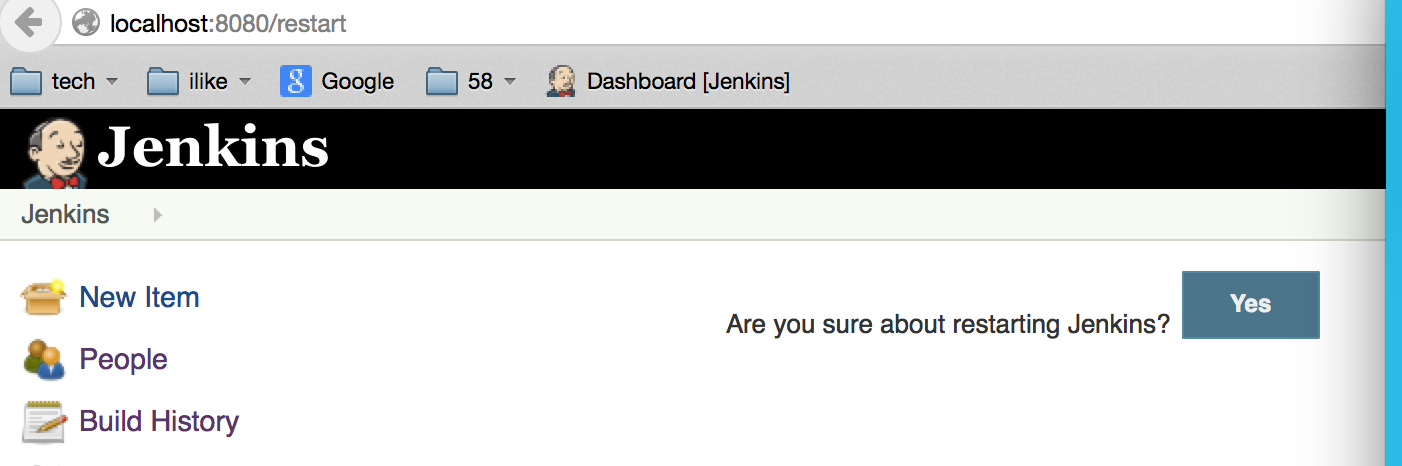 localhost:8080/restart
tech ilike Google 58 Dashboard [Jenkins]
Jenkins
Jenkins
New Item
Are you sure about restarting Jenkins? Yes
People
Build History